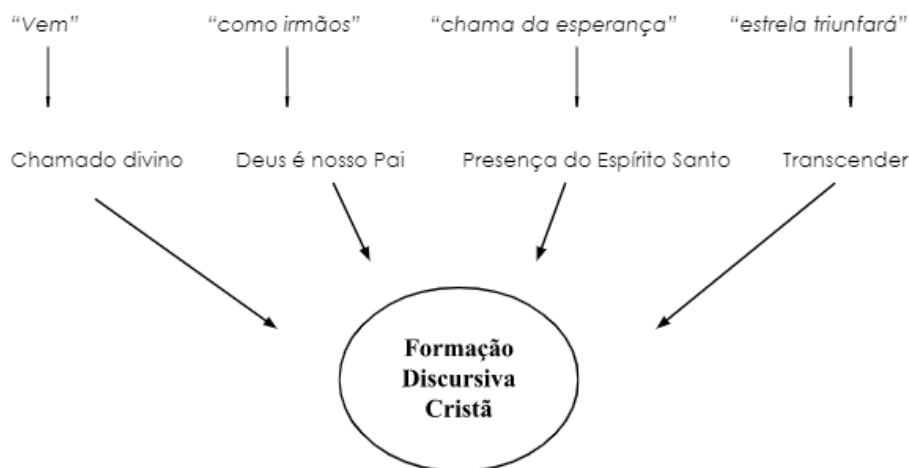 “Vem” “como irmãos” “chama da esperança” “estrela triunfará”
Chamado divino Deus é nosso Pai Presença do Espírito Santo Transcender
Formação
Discursiva
Cristã